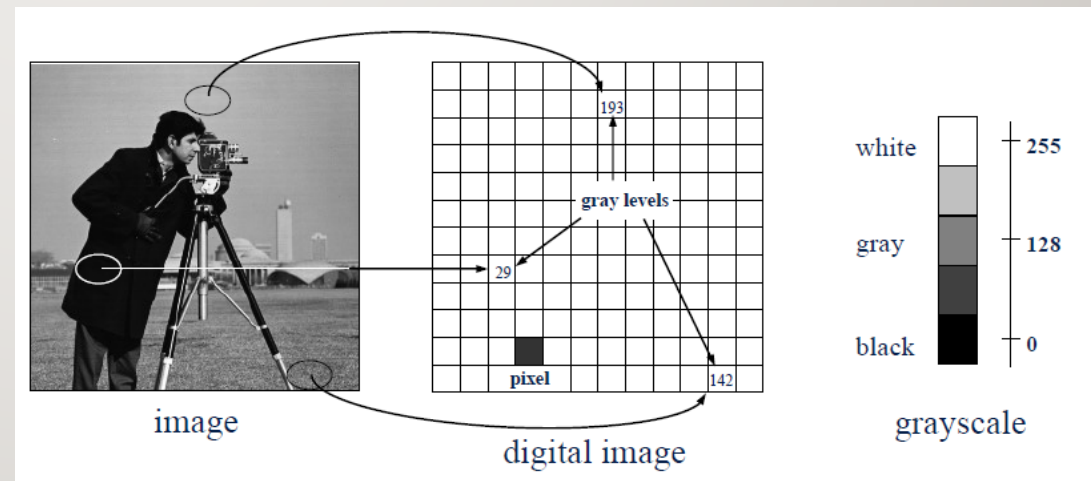 193
gray levels
29
pixel
142
image
digital image
white
255
gray
128
black
0
grayscale